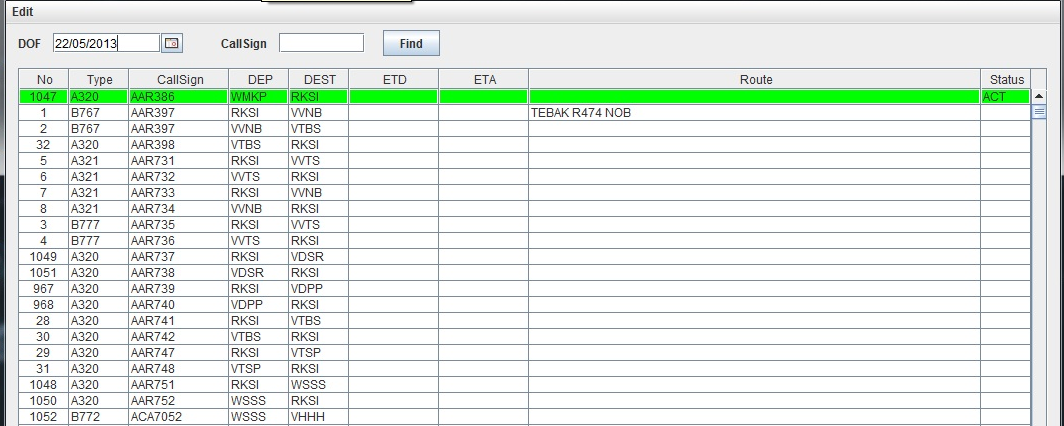 Edit
DOF 22/05/2013 CallSign Find
No Type CallSign DEP DEST ETD ETA Route Status
1047 A320 AAR386 WMKP RKSI ACT
1 B767 AAR397 RKSI VVNB TEBAK R474 NOB
2 B767 AAR397 VVNB VTBS
32 A320 AAR398 VTBS RKSI
5 A321 AAR731 RKSI VVTS
6 A321 AAR732 VVTS RKSI
7 A321 AAR733 RKSI VVNB
8 A321 AAR734 VVNB RKSI
3 B777 AAR735 RKSI VVTS
4 B777 AAR736 VVTS RKSI
1049 A320 AAR737 RKSI VDSR
1051 A320 AAR738 VDSR RKSI
967 A320 AAR739 RKSI VDPP
968 A320 AAR740 VDPP RKSI
28 A320 AAR741 RKSI VTBS
30 A320 AAR742 VTBS RKSI
29 A320 AAR747 RKSI VTSP
31 A320 AAR748 VTSP RKSI
1048 A320 AAR751 RKSI WSSS
1050 A320 AAR752 WSSS RKSI
1052 B772 ACA7052 WSSS VHHH